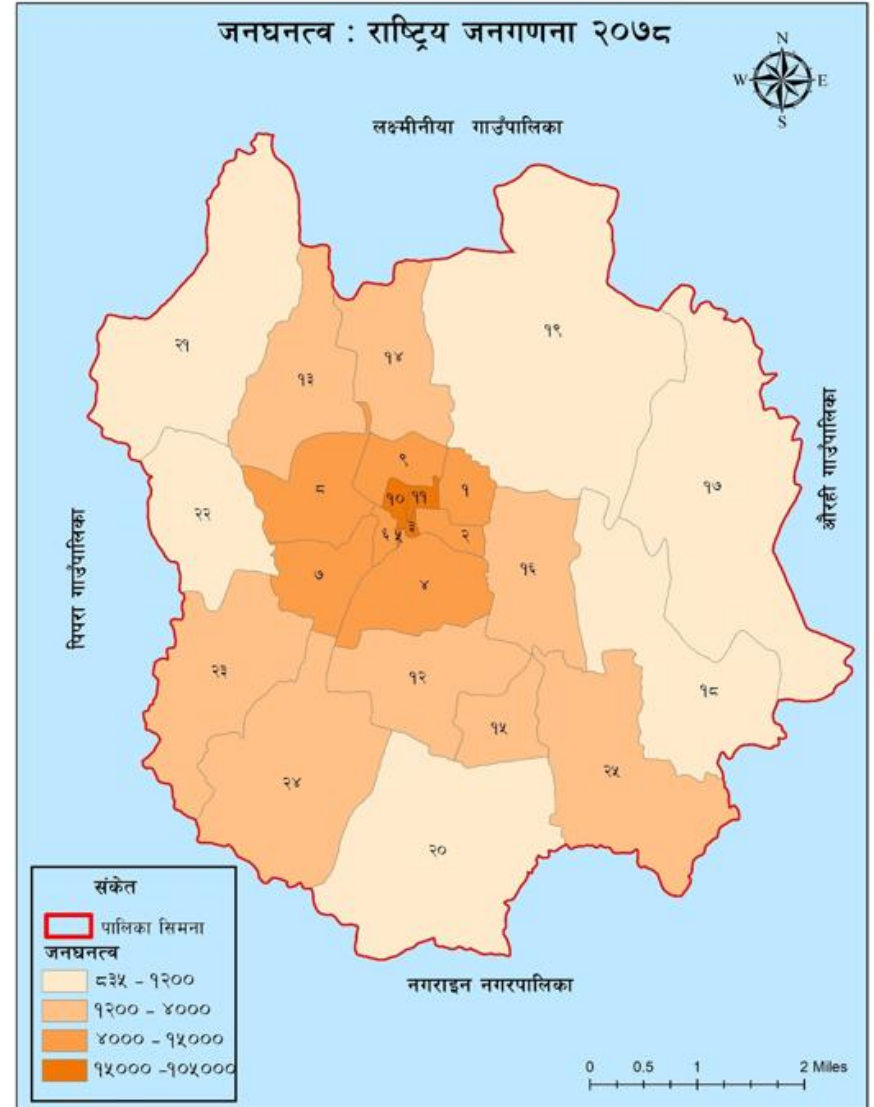 जनघनत्व : राष्ट्रिय जनगणना २०७८
N
W E
S
लक्ष्मीनीया गाउँपालिका
२१
१३
१४
१९
१७
औरही गाउँपालिका
पिपरा गाउँपालिका
२२
८
९
१० ११
१
६
५
३
२
७
४
१६
२३
१२
१५
१८
२४
२५
२०
नगराइन नगरपालिका
संकेत
पालिका सिमना
जनघनत्व
८३५ - १२००
१२०० - ४०००
४००० - १५०००
१५००० -१०५०००
0 0.5 1 2 Miles